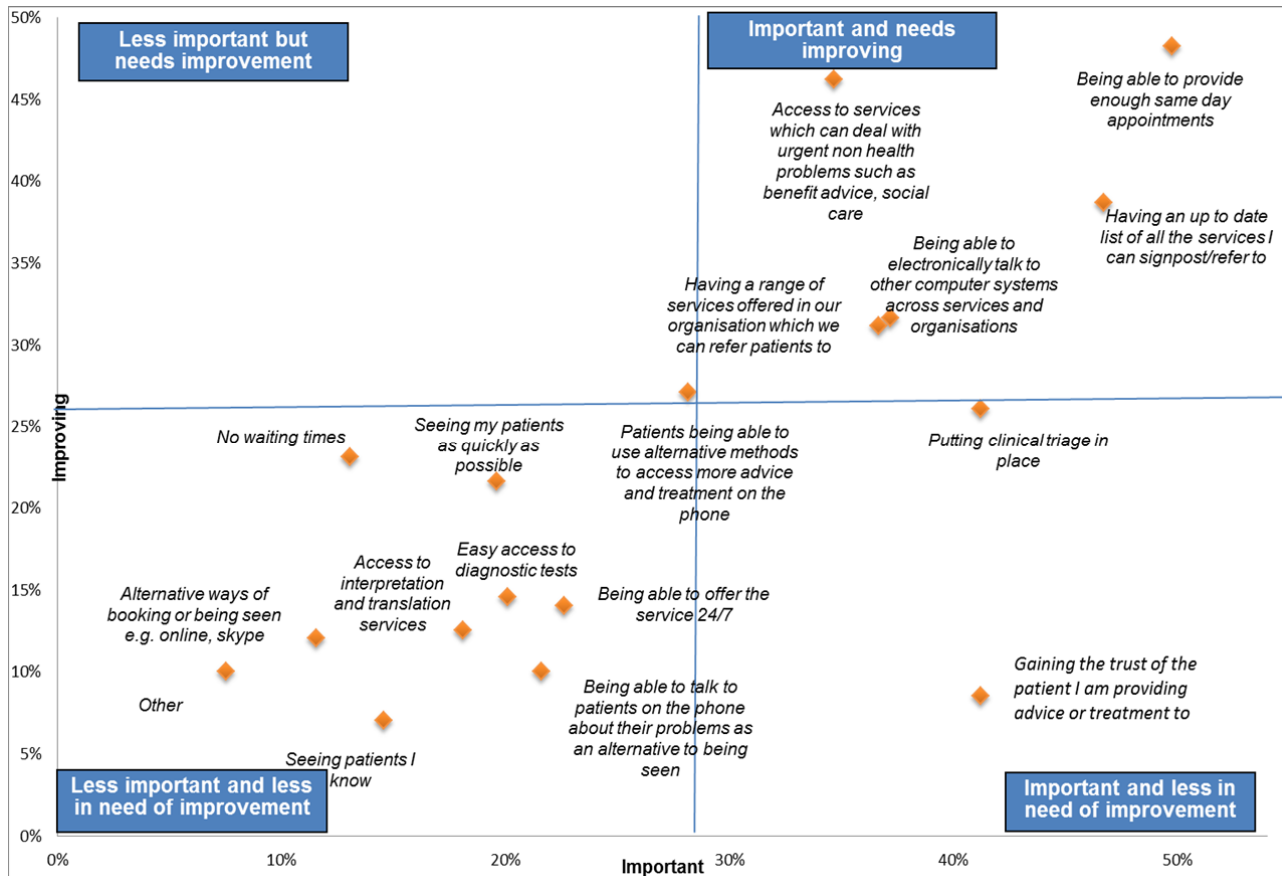 50%
45%
40%
35%
30%
25%
20%
15%
10%
5%
0%
Improving
Less important but
needs improvement
Important and needs
improving
Being able to provide
enough same day
appointments
Access to services
which can deal with
urgent non health
problems such as
benefit advice, social
care
Having an up to date
list of all the services I
can signpost/refer to
Being able to
electronically talk to
other computer systems
across services and
organisations
Having a range of
services offered in our
organisation which we
can refer patients to
No waiting times
Seeing my patients
as quickly as
possible
Patients being able to
use alternative methods
to access more advice
and treatment on the
phone
Putting clinical triage in
place
Alternative ways of
booking or being seen
e.g. online, skype
Access to
interpretation
and translation
services
Easy access to
diagnostic tests
Being able to offer the
service 24/7
Other
Seeing patients I
know
Being able to talk to
patients on the phone
about their problems as
an alternative to being
seen
Gaining the trust of the
patient I am providing
advice or treatment to
Less important and less
in need of improvement
Important and less in
need of improvement
0%
10%
20%
30%
40%
50%
Important